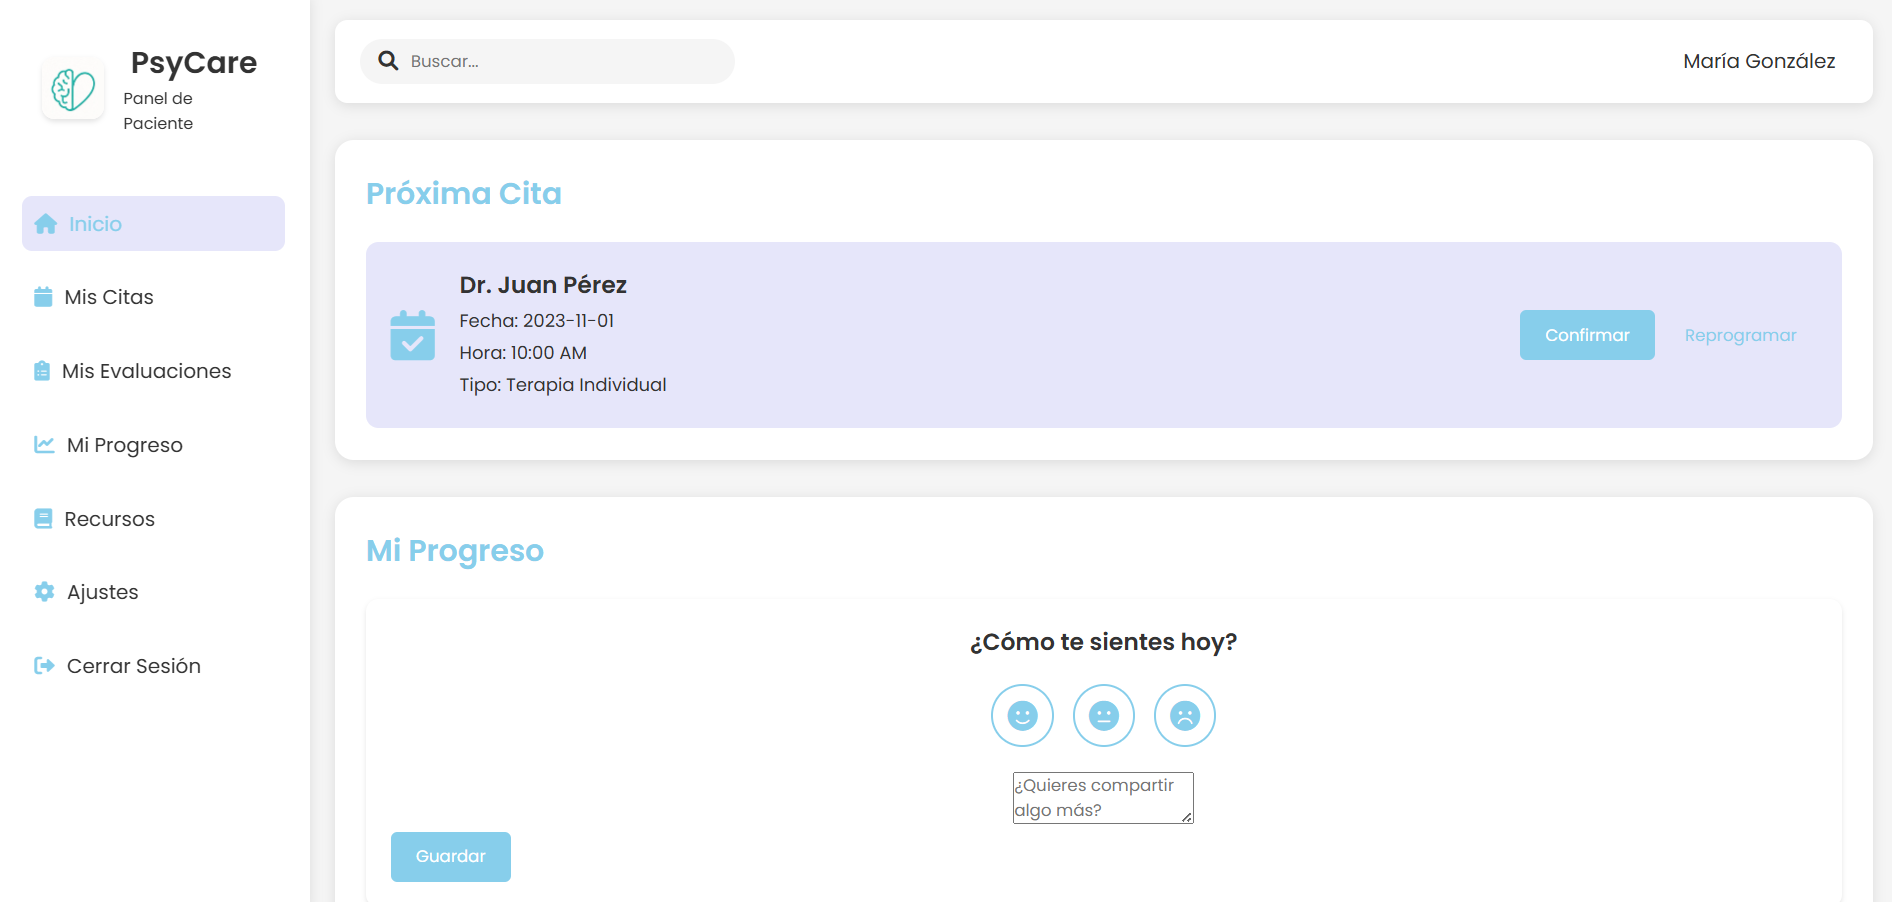 PsyCare
Panel de
Paciente
Inicio
Mis Citas
Mis Evaluaciones
Mi Progreso
Recursos
Ajustes
Cerrar Sesión
Buscar...
María González
Próxima Cita
Dr. Juan Pérez
Fecha: 2023-11-01
Hora: 10:00 AM
Tipo: Terapia Individual
Confirmar
Reprogramar
Mi Progreso
¿Cómo te sientes hoy?
¿Quieres compartir
algo más?
Guardar